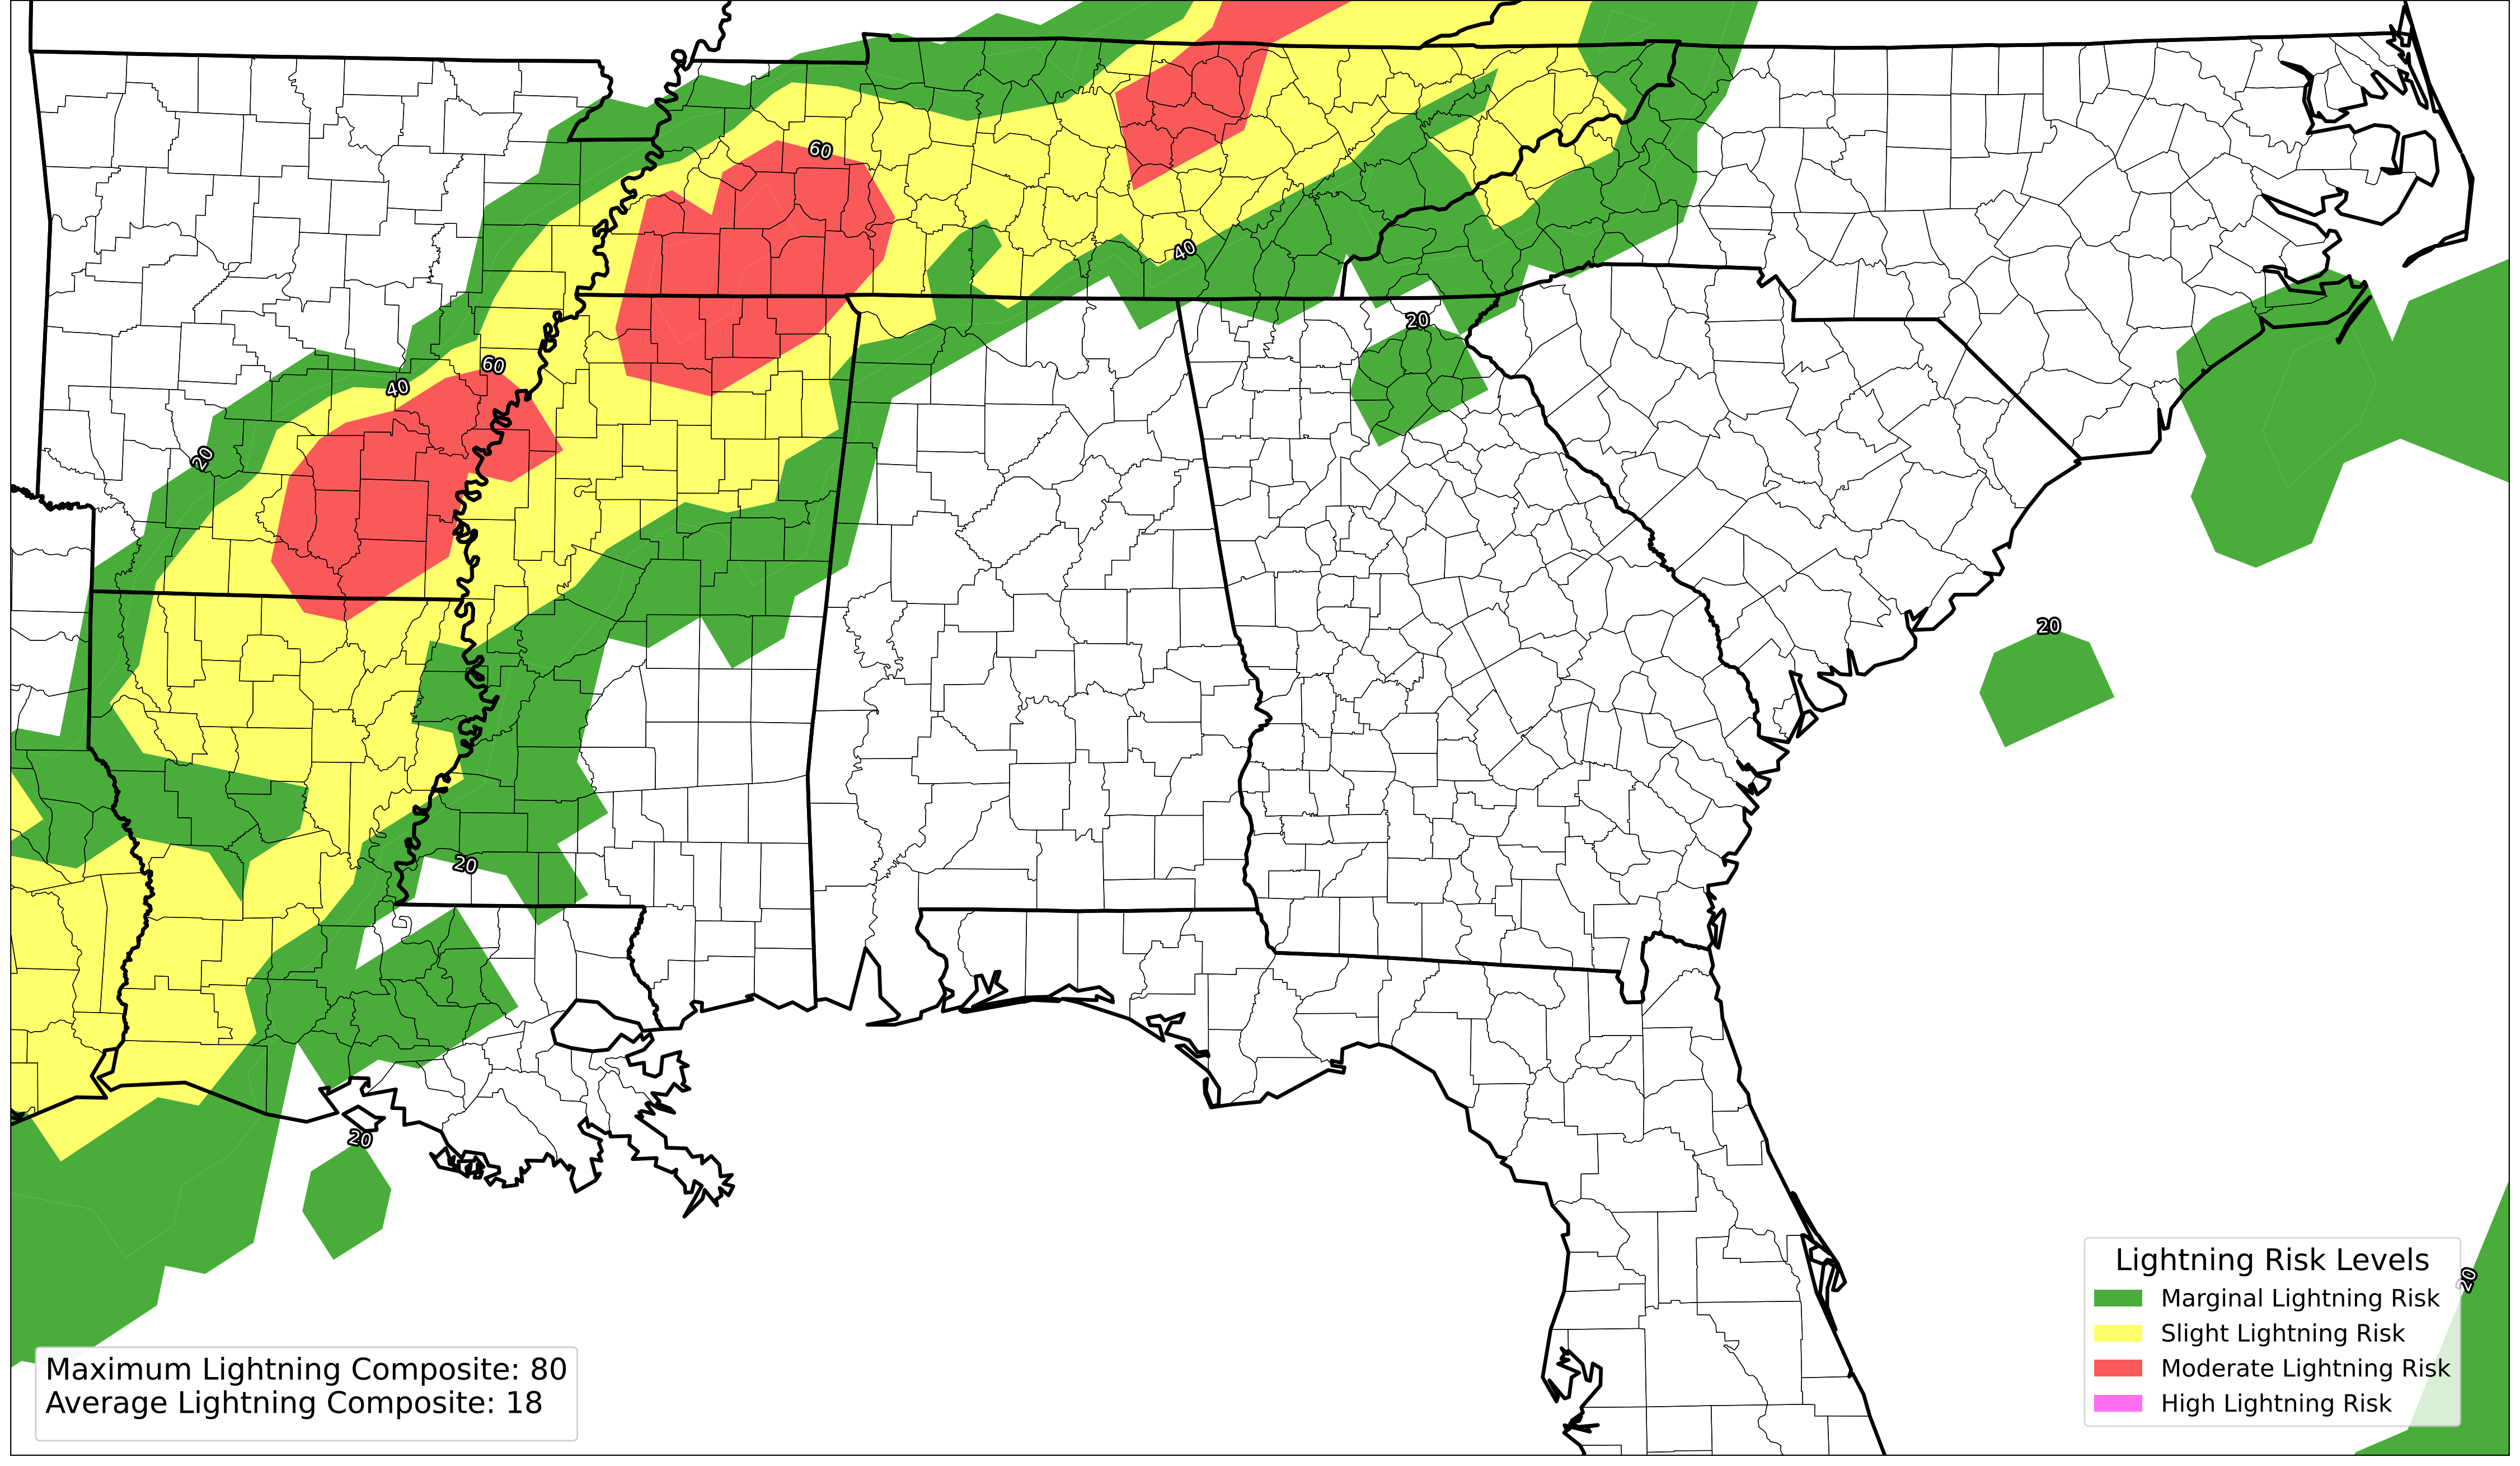 60
40
20
60
40
20
20
20
20
20
Lightning Risk Levels
Marginal Lightning Risk
Slight Lightning Risk
Moderate Lightning Risk
High Lightning Risk
20
Maximum Lightning Composite: 80
Average Lightning Composite: 18